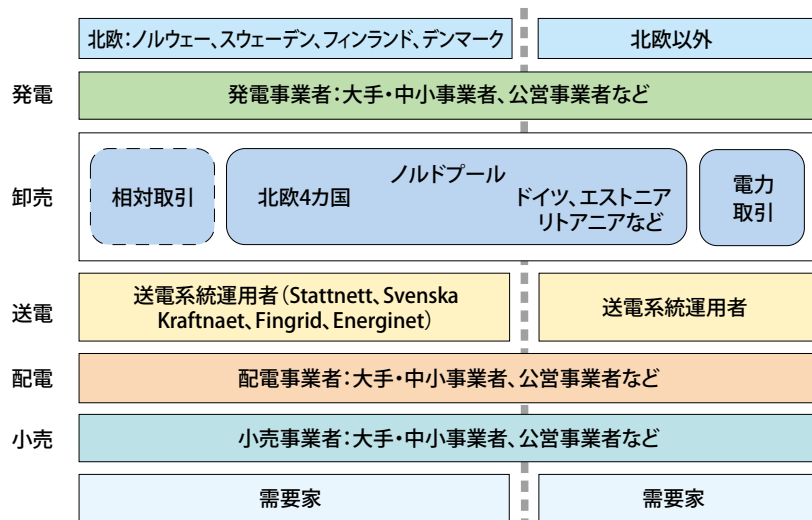 北欧：ノルウェー、スウェーデン、フィンランド、デンマーク
北欧以外
発電
発電事業者：大手・中小事業者、公営事業者など
卸売
相対取引
ノルドプール
北欧4カ国
ドイツ、エストニア
リトアニアなど
電力
取引
送電
送電系統運用者（Stattnett、Svenska
Kraftnaet、Fingrid、Energinet）
送電系統運用者
配電
配電事業者：大手・中小事業者、公営事業者など
小売
小売事業者：大手・中小事業者、公営事業者など
需要家
需要家